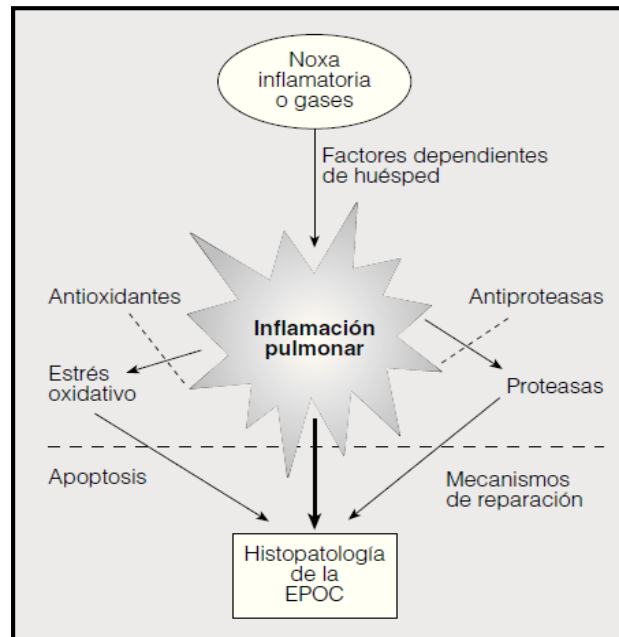 Noxa
inflamatoria
o gases
Factores dependientes
de huésped
Antioxidantes
Antiproteasas
Inflamación
pulmonar
Estrés
oxidativo
Proteasas
Apoptosis
Mecanismos
de reparación
Histopatología
de la
EPOC